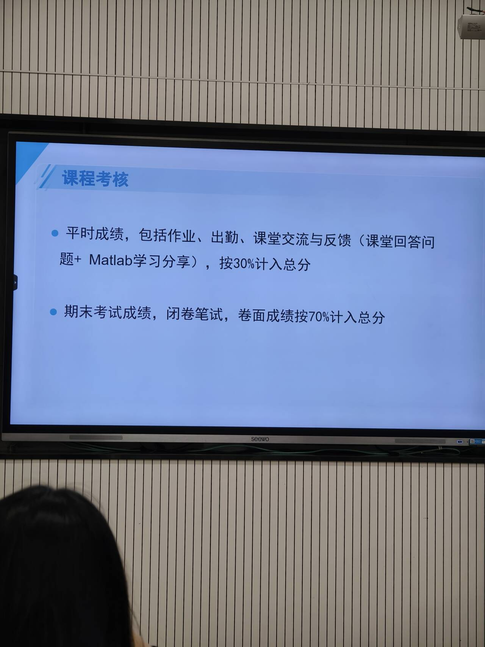 课程考核
平时成绩，包括作业、出勤、课堂交流与反馈（课堂回答问
题+ Matlab学习分享），按30%计入总分
期末考试成绩，闭卷笔试，卷面成绩按70%计入总分
seewo